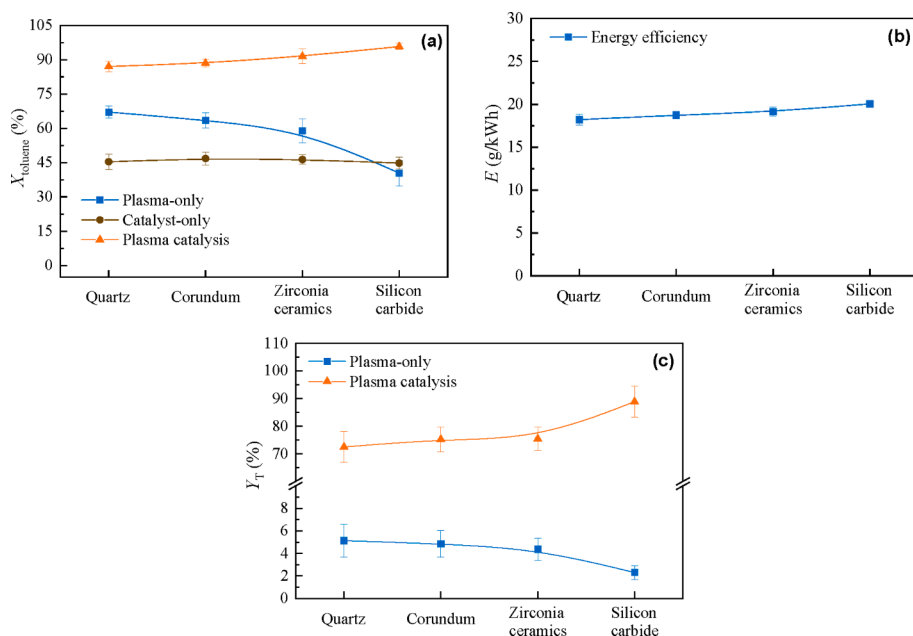 (a)
X_toluene (%)
105
90
75
60
45
30
15
0
Plasma-only
Catalyst-only
Plasma catalysis
Quartz
Corundum
Zirconia ceramics
Silicon carbide
(b)
E (g/kWh)
30
25
20
15
10
5
0
Energy efficiency
Quartz
Corundum
Zirconia ceramics
Silicon carbide
(c)
Y_T (%)
110
100
90
80
70
8
6
4
2
0
Plasma-only
Plasma catalysis
Quartz
Corundum
Zirconia ceramics
Silicon carbide